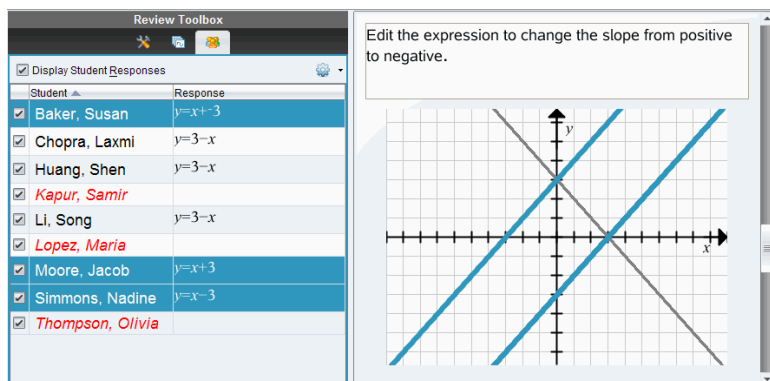 Review Toolbox
Display Student Responses
Student Response
Baker, Susan y=x+-3
Chopra, Laxmi y=3-x
Huang, Shen y=3-x
Kapur, Samir
Li, Song y=3-x
Lopez, Maria
Moore, Jacob y=x+3
Simmons, Nadine y=x-3
Thompson, Olivia
Edit the expression to change the slope from positive
to negative.
y
x